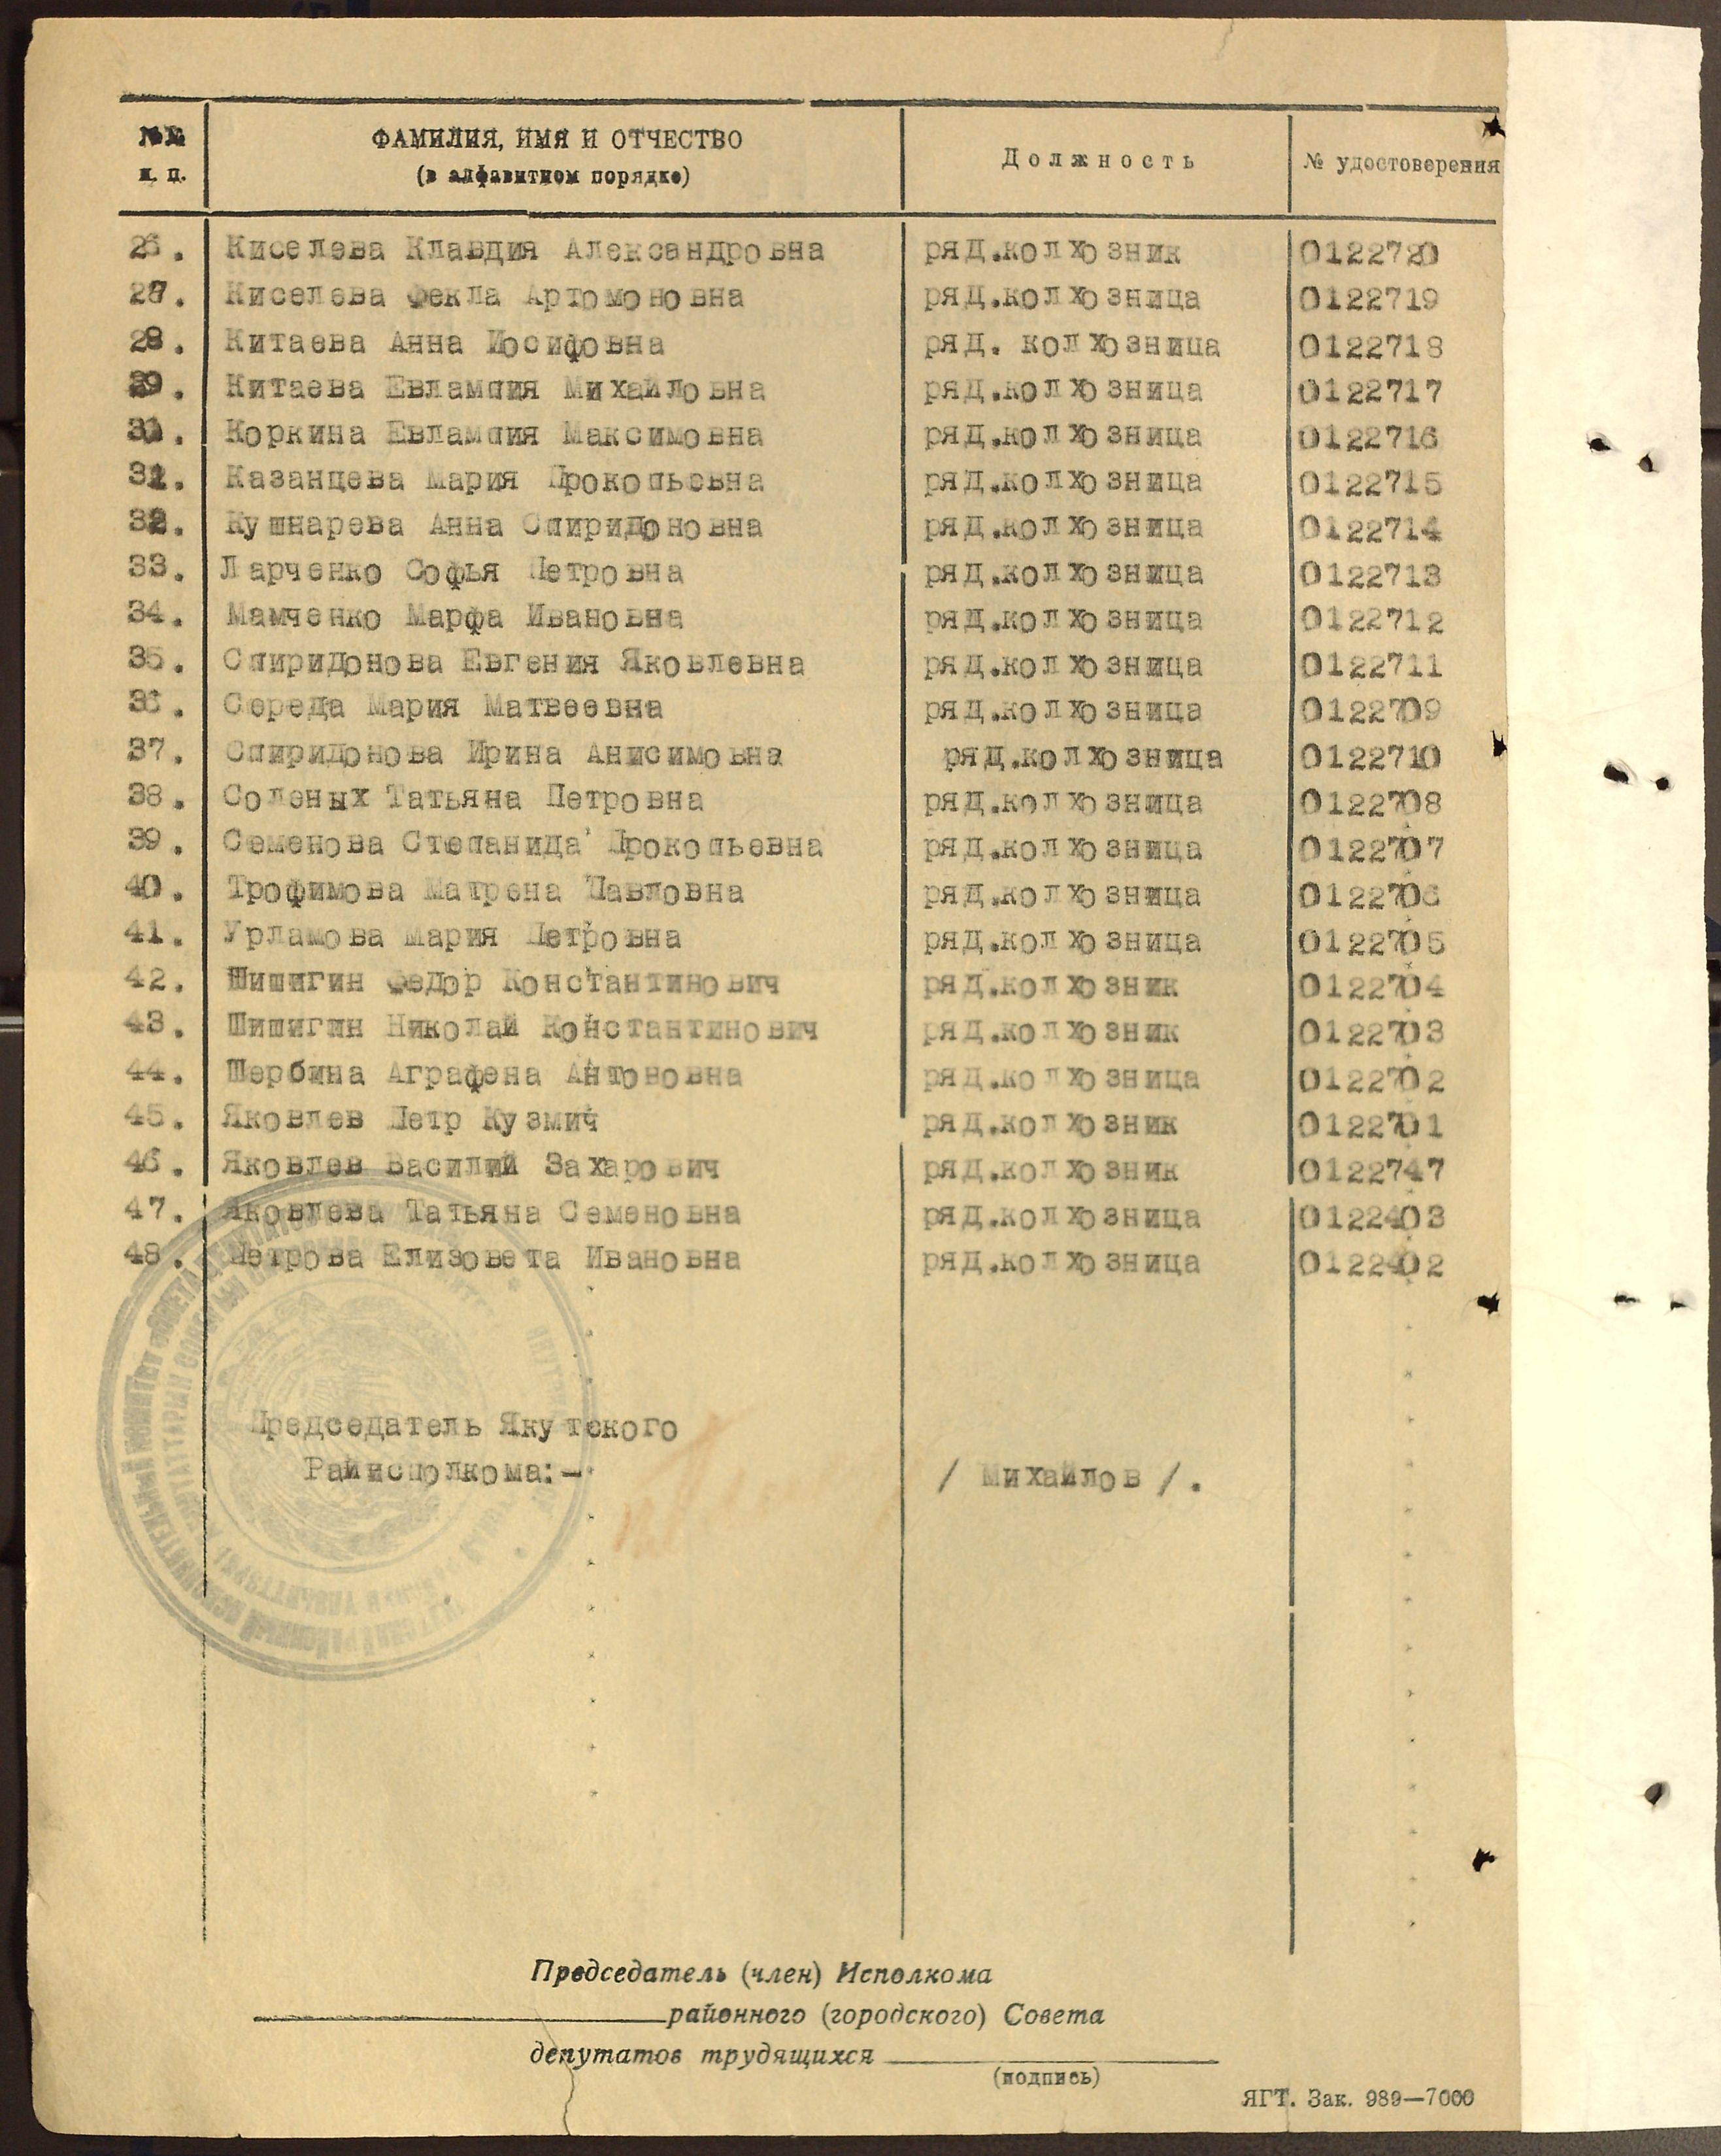 №№ ФАМИЛИЯ, ИМЯ И ОТЧЕСТВО Должность № удостоверения
п. п. (в алфавитном порядке)
26. Киселева Клавдия Александровна ряд.колхозник 0122720
27. Киселева Фекла Артомоновна ряд.колхозница 0122719
28. Китаева Анна Иосифовна ряд. колхозница 0122718
29. Китаева Евлампия Михайловна ряд.колхозница 0122717
30. Коркина Евлампия Максимовна ряд.колхозница 0122716
31. Казанцева Мария Прокопьевна ряд.колхозница 0122715
32. Кушнарева Анна Спиридоновна ряд.колхозница 0122714
33. Ларченко Софья Петровна ряд.колхозница 0122713
34. Мамченко Марфа Ивановна ряд.колхозница 0122712
35. Спиридонова Евгения Яковлевна ряд.колхозница 0122711
36. Середа Мария Матвеевна ряд.колхозница 0122709
37. Спиридонова Ирина Анисимовна ряд.колхозница 0122710
38. Соленых Татьяна Петровна ряд.колхозница 0122708
39. Семенова Степанида Прокопьевна ряд.колхозница 0122707
40. Трофимова Матрена Павловна ряд.колхозница 0122706
41. Урламова Мария Петровна ряд.колхозница 0122705
42. Шишигин Федор Константинович ряд.колхозник 0122704
43. Шишигин Николай Константинович ряд.колхозник 0122703
44. Шербина Аграфена Антоновна ряд.колхозница 0122702
45. Яковлев Петр Кузмич ряд.колхозник 0122701
46. Яковлев Василий Захарович ряд.колхозник 0122747
47. Яковлева Татьяна Семеновна ряд.колхозница 0122403
48. Петрова Елизовета Ивановна ряд.колхозница 0122402
Председатель Якутского
Райисполкома:- / Михайлов /.
Председатель (член) Исполкома
районного (городского) Совета
депутатов трудящихся
(подпись)
ЯГТ. Зак. 989—7000